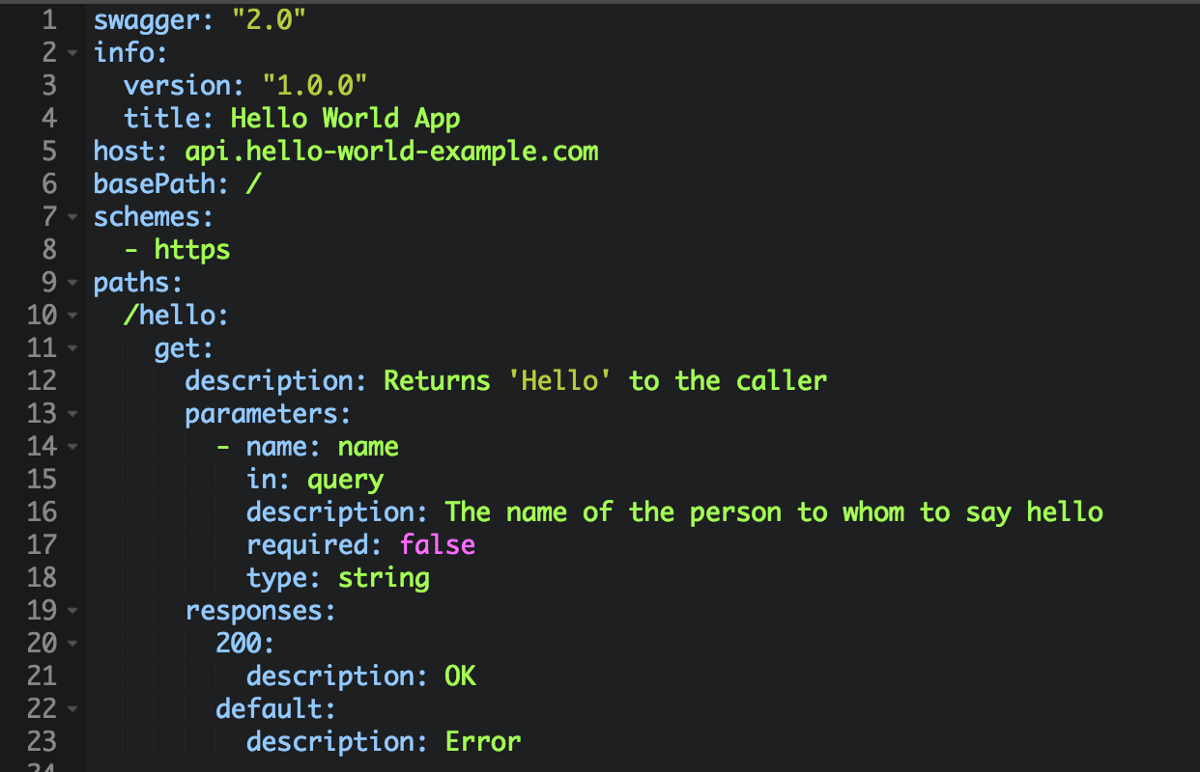 1 swagger: "2.0"
2 info:
3   version: "1.0.0"
4   title: Hello World App
5 host: api.hello-world-example.com
6 basePath: /
7 schemes:
8   - https
9 paths:
10   /hello:
11     get:
12       description: Returns 'Hello' to the caller
13       parameters:
14         - name: name
15           in: query
16           description: The name of the person to whom to say hello
17           required: false
18           type: string
19       responses:
20         200:
21           description: OK
22         default:
23           description: Error
24